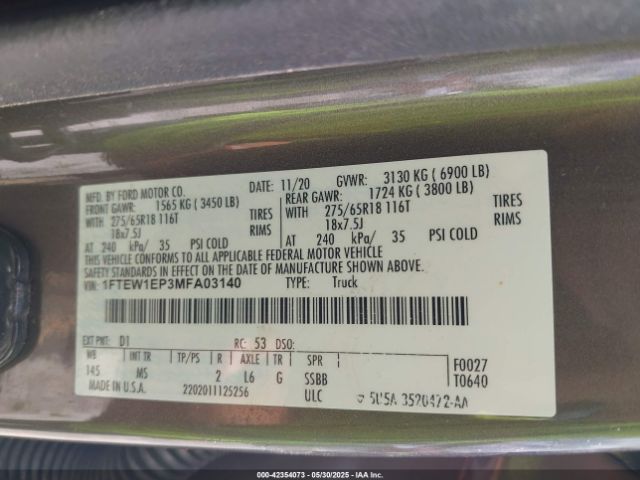 MFD. BY FORD MOTOR CO. DATE: 11/20 GVWR: 3130 KG ( 6900 LB)
FRONT GAWR: 1565 KG ( 3450 LB) REAR GAWR: 1724 KG ( 3800 LB)
WITH 275/65R18 116T TIRES WITH 275/65R18 116T TIRES
18x7.5J RIMS 18x7.5J RIMS
AT 240 kPa/ 35 PSI COLD AT 240 kPa/ 35 PSI COLD
THIS VEHICLE CONFORMS TO ALL APPLICABLE FEDERAL MOTOR VEHICLE
SAFETY STANDARDS IN EFFECT ON THE DATE OF MANUFACTURE SHOWN ABOVE.
VIN: 1FTEW1EP3MFA03140 TYPE: Truck
EXT PNT: D1 RC: 53 DSO:
WB INT TR TP/PS R AXLE TR SPR F0027
145 MS 2 L6 G SSBB T0640
MADE IN U.S.A. 2202011125256 ULC
000-42354073 - 05/30/2025 - IAAI Branch